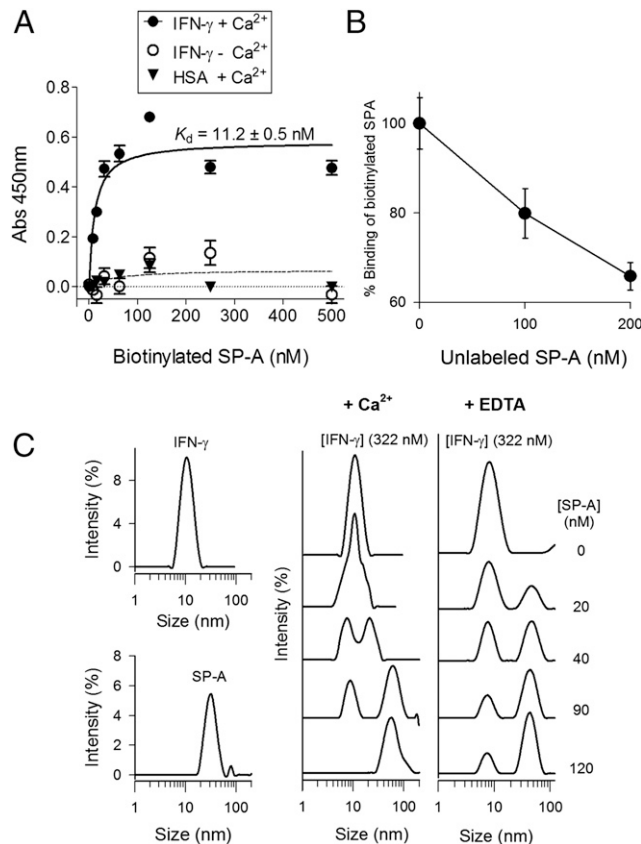 A
IFN-γ + Ca2+
IFN-γ - Ca2+
HSA + Ca2+
0.8
0.6
0.4
0.2
0.0
Kd = 11.2 ± 0.5 nM
Abs 450nm
0 100 200 300 400 500
Biotinylated SP-A (nM)
B
100
80
60
% Binding of biotinylated SPA
0 100 200
Unlabeled SP-A (nM)
C
IFN-γ
8
4
0
Intensity (%)
1 10 100
Size (nm)
SP-A
8
6
4
2
0
Intensity (%)
1 10 100
Size (nm)
+ Ca2+
[IFN-γ] (322 nM)
Intensity (%)
1 10 100
Size (nm)
+ EDTA
[IFN-γ] (322 nM)
[SP-A]
(nM)
0
20
40
90
120
1 10 100
Size (nm)